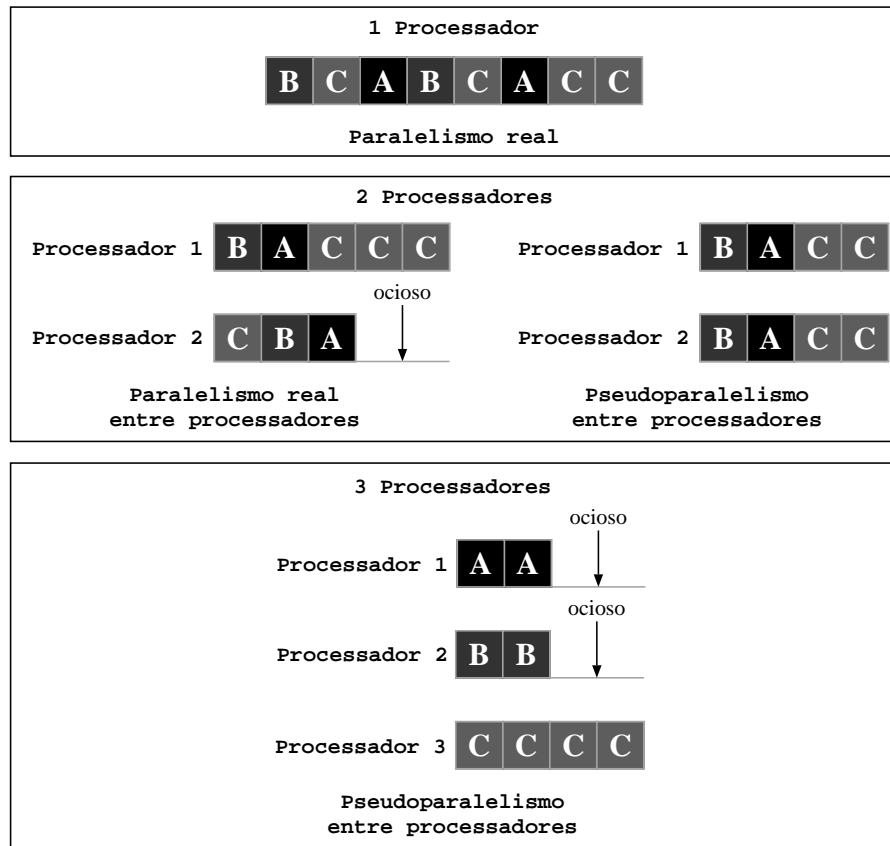 1 Processador
B C A B C A C C
Paralelismo real
2 Processadores
Processador 1 B A C C C
ocioso
Processador 2 C B A
Paralelismo real
entre processadores
Processador 1 B A C C
Processador 2 B A C C
Pseudoparalelismo
entre processadores
3 Processadores
ocioso
Processador 1 A A
ocioso
Processador 2 B B
Processador 3 C C C C
Pseudoparalelismo
entre processadores